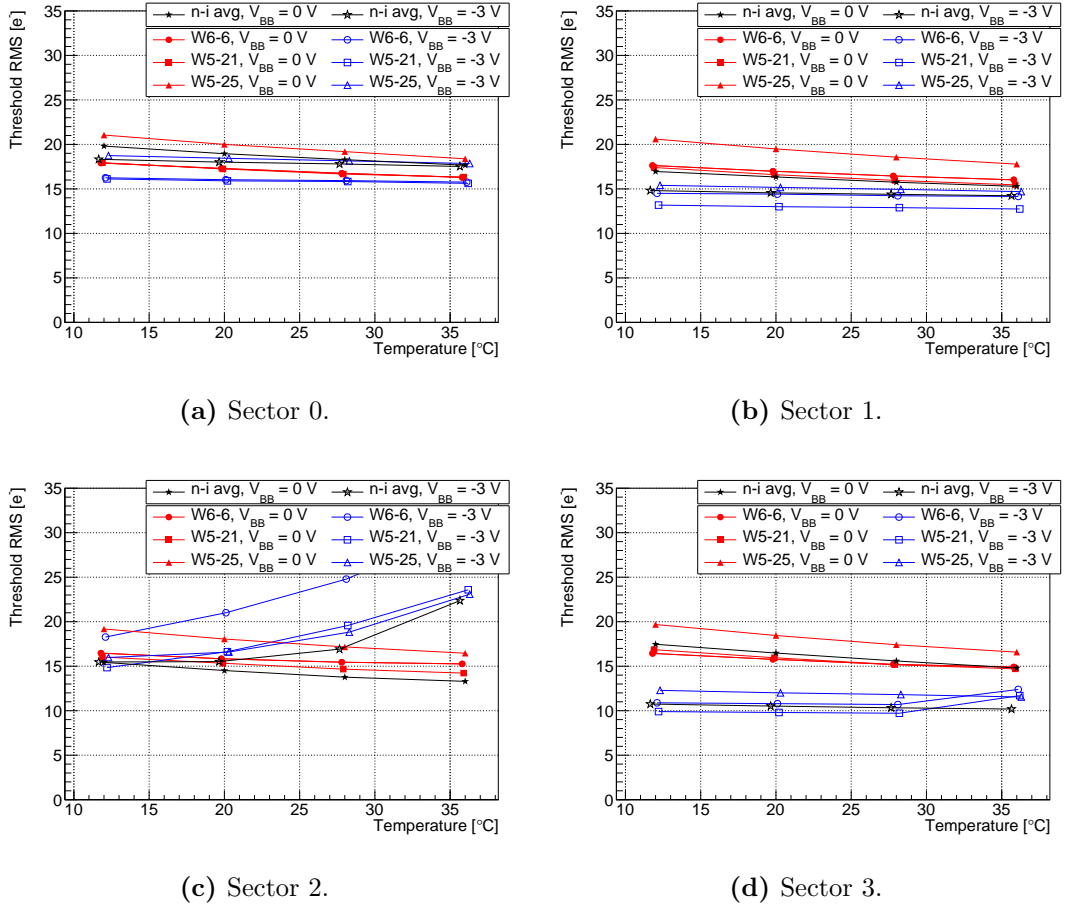 n-i avg, V_BB = 0 V n-i avg, V_BB = -3 V
W6-6, V_BB = 0 V W6-6, V_BB = -3 V
W5-21, V_BB = 0 V W5-21, V_BB = -3 V
W5-25, V_BB = 0 V W5-25, V_BB = -3 V
Threshold RMS [e⁻]
35
30
25
20
15
10
5
0
10 15 20 25 30 35
Temperature [°C]
(a) Sector 0.
n-i avg, V_BB = 0 V n-i avg, V_BB = -3 V
W6-6, V_BB = 0 V W6-6, V_BB = -3 V
W5-21, V_BB = 0 V W5-21, V_BB = -3 V
W5-25, V_BB = 0 V W5-25, V_BB = -3 V
Threshold RMS [e⁻]
35
30
25
20
15
10
5
0
10 15 20 25 30 35
Temperature [°C]
(b) Sector 1.
n-i avg, V_BB = 0 V n-i avg, V_BB = -3 V
W6-6, V_BB = 0 V W6-6, V_BB = -3 V
W5-21, V_BB = 0 V W5-21, V_BB = -3 V
W5-25, V_BB = 0 V W5-25, V_BB = -3 V
Threshold RMS [e⁻]
35
30
25
20
15
10
5
0
10 15 20 25 30 35
Temperature [°C]
(c) Sector 2.
n-i avg, V_BB = 0 V n-i avg, V_BB = -3 V
W6-6, V_BB = 0 V W6-6, V_BB = -3 V
W5-21, V_BB = 0 V W5-21, V_BB = -3 V
W5-25, V_BB = 0 V W5-25, V_BB = -3 V
Threshold RMS [e⁻]
35
30
25
20
15
10
5
0
10 15 20 25 30 35
Temperature [°C]
(d) Sector 3.